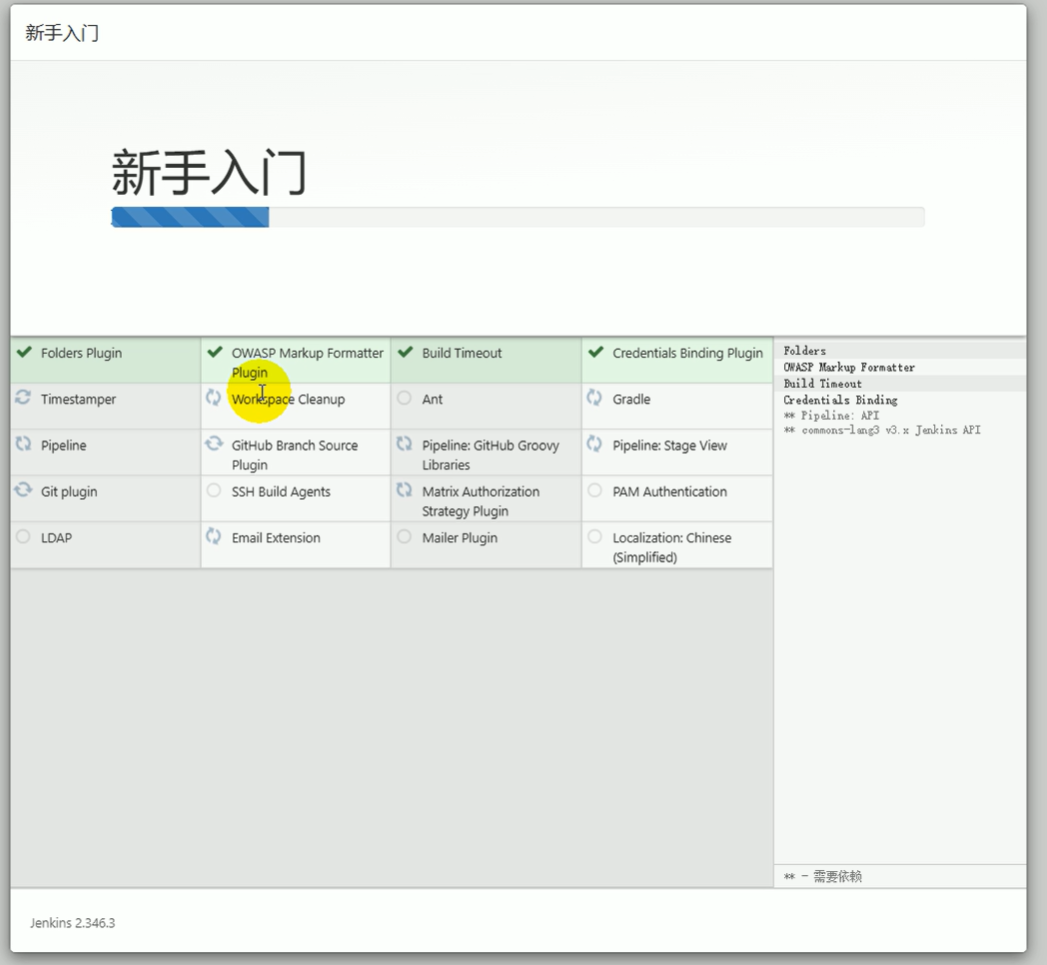 新手入门
新手入门
Folders Plugin
OWASP Markup Formatter
Plugin
Build Timeout
Credentials Binding Plugin
Timestamper
Workspace Cleanup
Ant
Gradle
Pipeline
GitHub Branch Source
Plugin
Pipeline: GitHub Groovy
Libraries
Pipeline: Stage View
Git plugin
SSH Build Agents
Matrix Authorization
Strategy Plugin
PAM Authentication
LDAP
Email Extension
Mailer Plugin
Localization: Chinese
(Simplified)
Folders
OWASP Markup Formatter
Build Timeout
Credentials Binding
** Pipeline: API
** commons-lang3 v3.x Jenkins API
** - 需要依赖
Jenkins 2.346.3